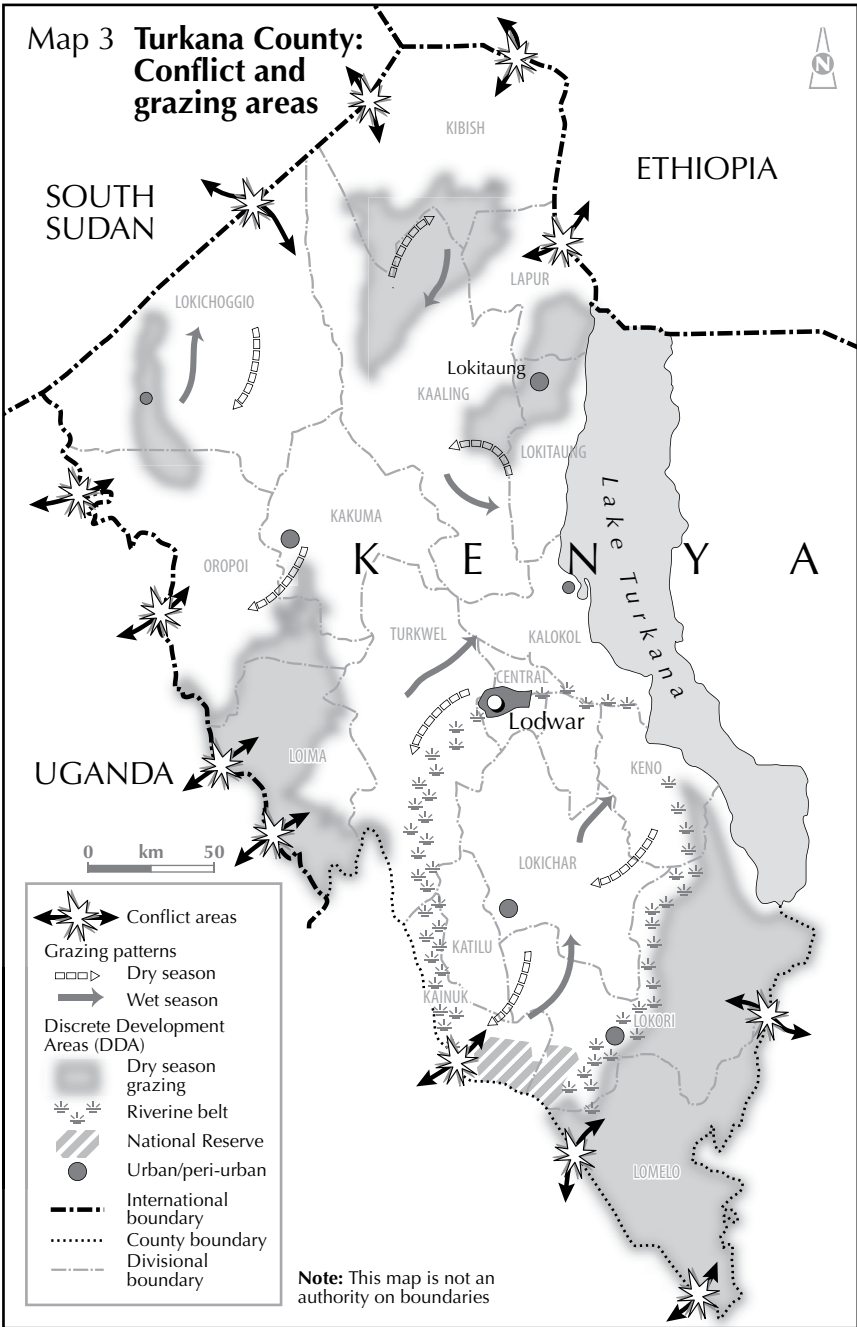 Map 3 Turkana County:
Conflict and
grazing areas
N
KIBISH
ETHIOPIA
SOUTH
SUDAN
LAPUR
LOKICHOGGIO
Lokitaung
KAALING
LOKITAUNG
Lake Turkana
KAKUMA
KENYA
OROPOI
TURKWEL
KALOKOL
CENTRAL
Lodwar
LOIMA
KENO
UGANDA
0 km 50
LOKICHAR
KATILU
KAINUK
LOKORI
LOMELO
Conflict areas
Grazing patterns
Dry season
Wet season
Discrete Development
Areas (DDA)
Dry season
grazing
Riverine belt
National Reserve
Urban/peri-urban
International
boundary
County boundary
Divisional
boundary
Note: This map is not an
authority on boundaries